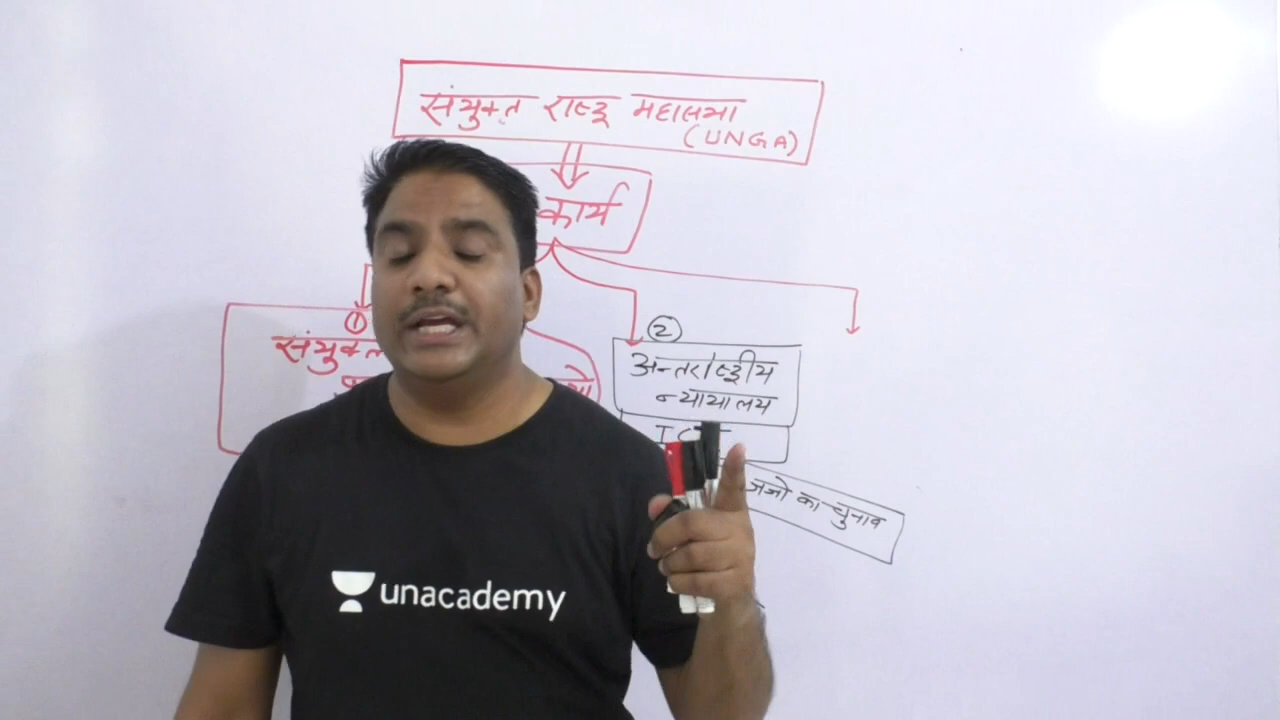 संयुक्त राष्ट्र महासभा
(UNGA)
कार्य
①
संयुक्त
②
अन्तर्राष्ट्रीय
न्यायालय
जजो का चुनाव
unacademy